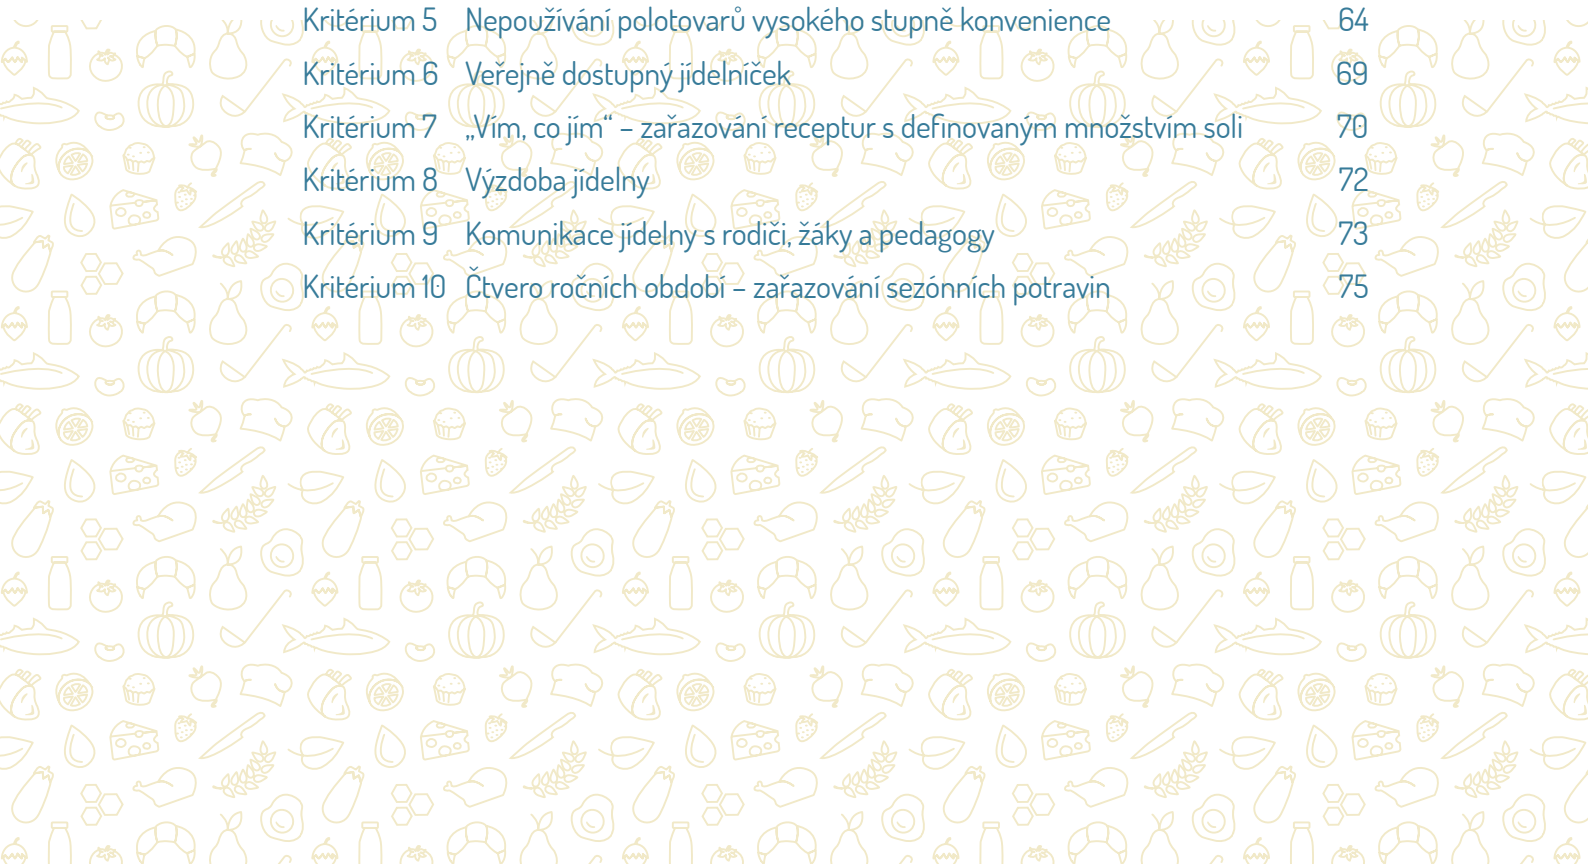 Kritérium 5 Nepoužívání polotovarů vysokého stupně konvenience 64
Kritérium 6 Veřejně dostupný jídelníček 69
Kritérium 7 „Vím, co jím“ – zařazování receptur s definovaným množstvím soli 70
Kritérium 8 Výzdoba jídelny 72
Kritérium 9 Komunikace jídelny s rodiči, žáky a pedagogy 73
Kritérium 10 Čtvero ročních období – zařazování sezónních potravin 75